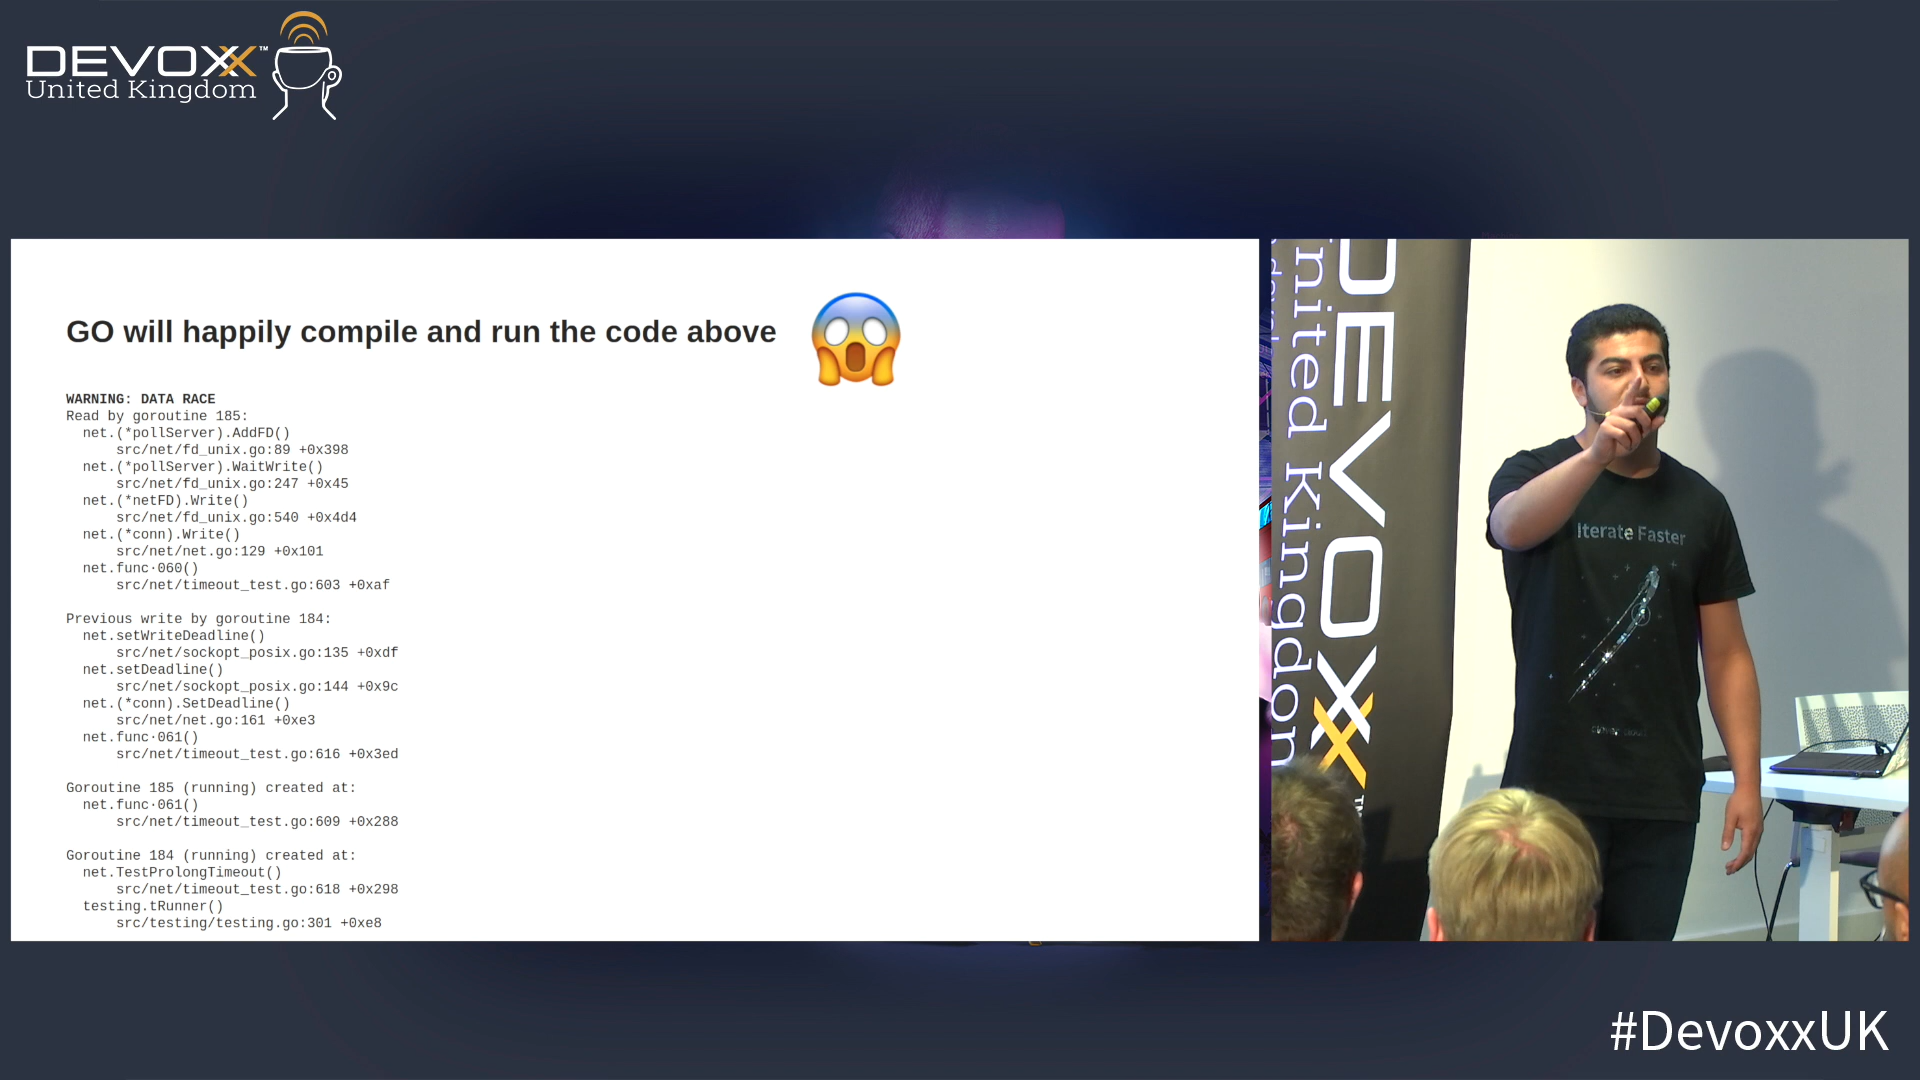 DEVOXX™
United Kingdom
GO will happily compile and run the code above
WARNING: DATA RACE
Read by goroutine 185:
net.(*pollServer).AddFD()
src/net/fd_unix.go:89 +0x398
net.(*pollServer).WaitWrite()
src/net/fd_unix.go:247 +0x45
net.(*netFD).Write()
src/net/fd_unix.go:540 +0x4d4
net.(*conn).Write()
src/net/net.go:129 +0x101
net.func·060()
src/net/timeout_test.go:603 +0xaf
Previous write by goroutine 184:
net.setWriteDeadline()
src/net/sockopt_posix.go:135 +0xdf
net.setDeadline()
src/net/sockopt_posix.go:144 +0x9c
net.(*conn).SetDeadline()
src/net/net.go:161 +0xe3
net.func·061()
src/net/timeout_test.go:616 +0x3ed
Goroutine 185 (running) created at:
net.func·061()
src/net/timeout_test.go:609 +0x288
Goroutine 184 (running) created at:
net.TestProlongTimeout()
src/net/timeout_test.go:618 +0x298
testing.tRunner()
src/testing/testing.go:301 +0xe8
DEVOXX™
nited Kingdom
Iterate Faster
#DevoxxUK